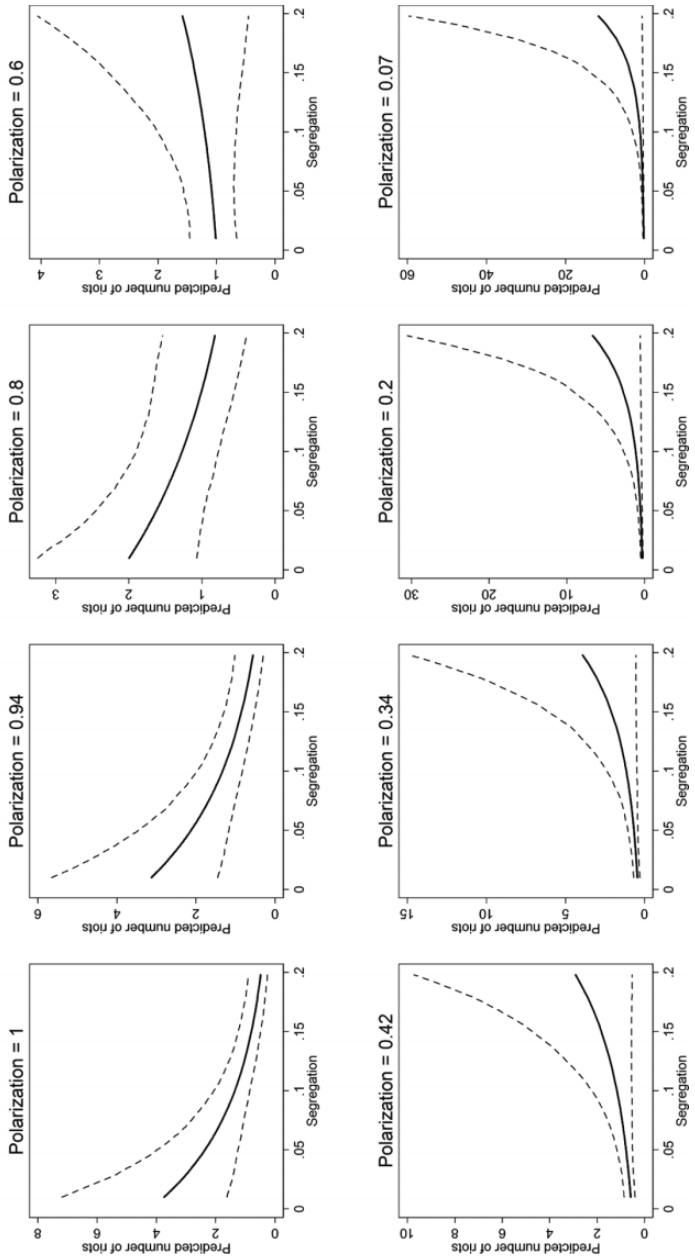 Polarization = 1
Predicted number of riots
8
6
4
2
0
0 .05 .1 .15 .2
Segregation
Polarization = 0.94
Predicted number of riots
6
4
2
0
0 .05 .1 .15 .2
Segregation
Polarization = 0.8
Predicted number of riots
3
2
1
0
0 .05 .1 .15 .2
Segregation
Polarization = 0.6
Predicted number of riots
4
3
2
1
0
0 .05 .1 .15 .2
Segregation
Polarization = 0.42
Predicted number of riots
10
8
6
4
2
0
0 .05 .1 .15 .2
Segregation
Polarization = 0.34
Predicted number of riots
15
10
5
0
0 .05 .1 .15 .2
Segregation
Polarization = 0.2
Predicted number of riots
30
20
10
0
0 .05 .1 .15 .2
Segregation
Polarization = 0.07
Predicted number of riots
60
40
20
0
0 .05 .1 .15 .2
Segregation